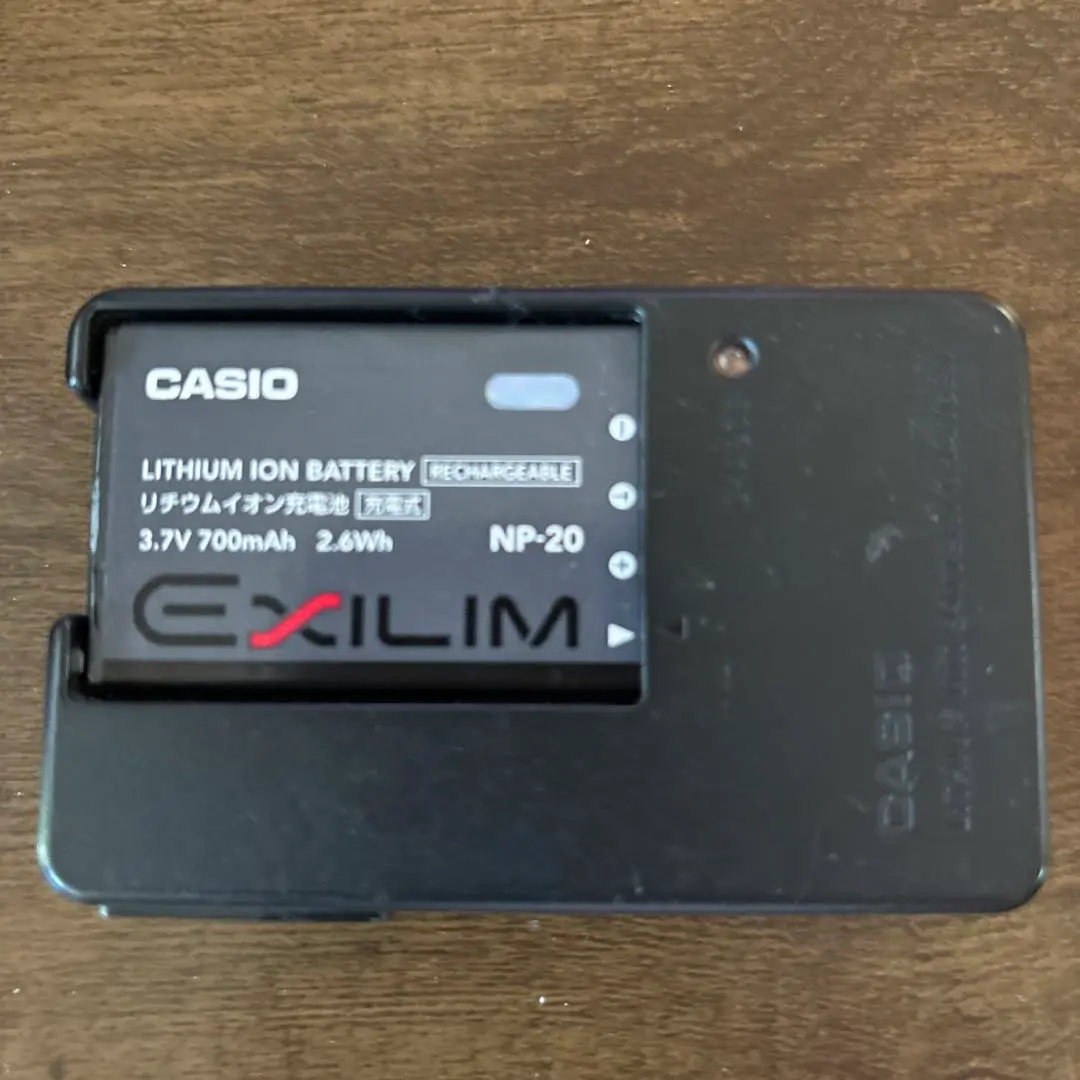 CASIO
LITHIUM ION BATTERY RECHARGEABLE
リチウムイオン充電池 充電式
3.7V 700mAh 2.6Wh NP-20
EXILIM
CASIO